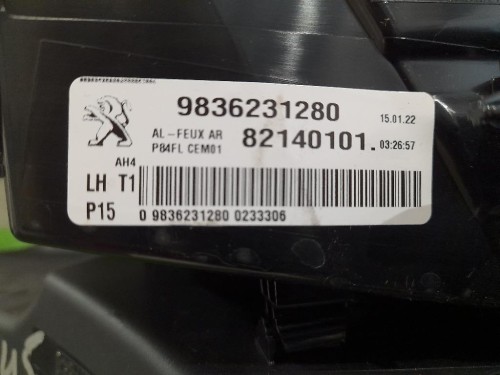 9836231280 15.01.22
AL-FEUX AR 82140101. 03:26:57
P84FL CEM01
AH4
LH T1
P15 0 9836231280 0233306